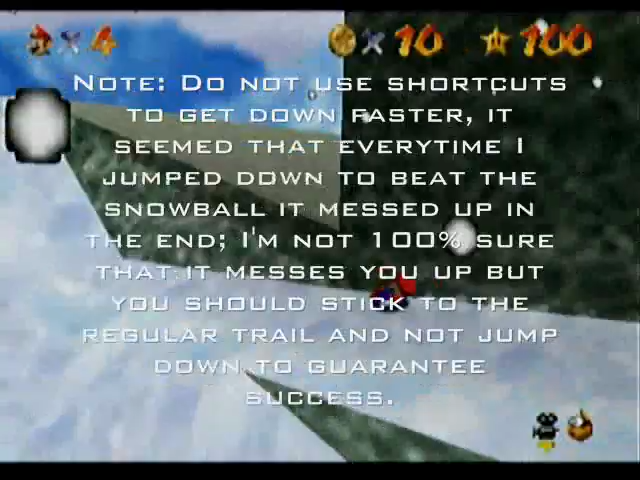 × 4 × 10 × 100
NOTE: DO NOT USE SHORTCUTS
TO GET DOWN FASTER, IT
SEEMED THAT EVERYTIME I
JUMPED DOWN TO BEAT THE
SNOWBALL IT MESSED UP IN
THE END; I'M NOT 100% SURE
THAT IT MESSES YOU UP BUT
YOU SHOULD STICK TO THE
REGULAR TRAIL AND NOT JUMP
DOWN TO GUARANTEE
SUCCESS.